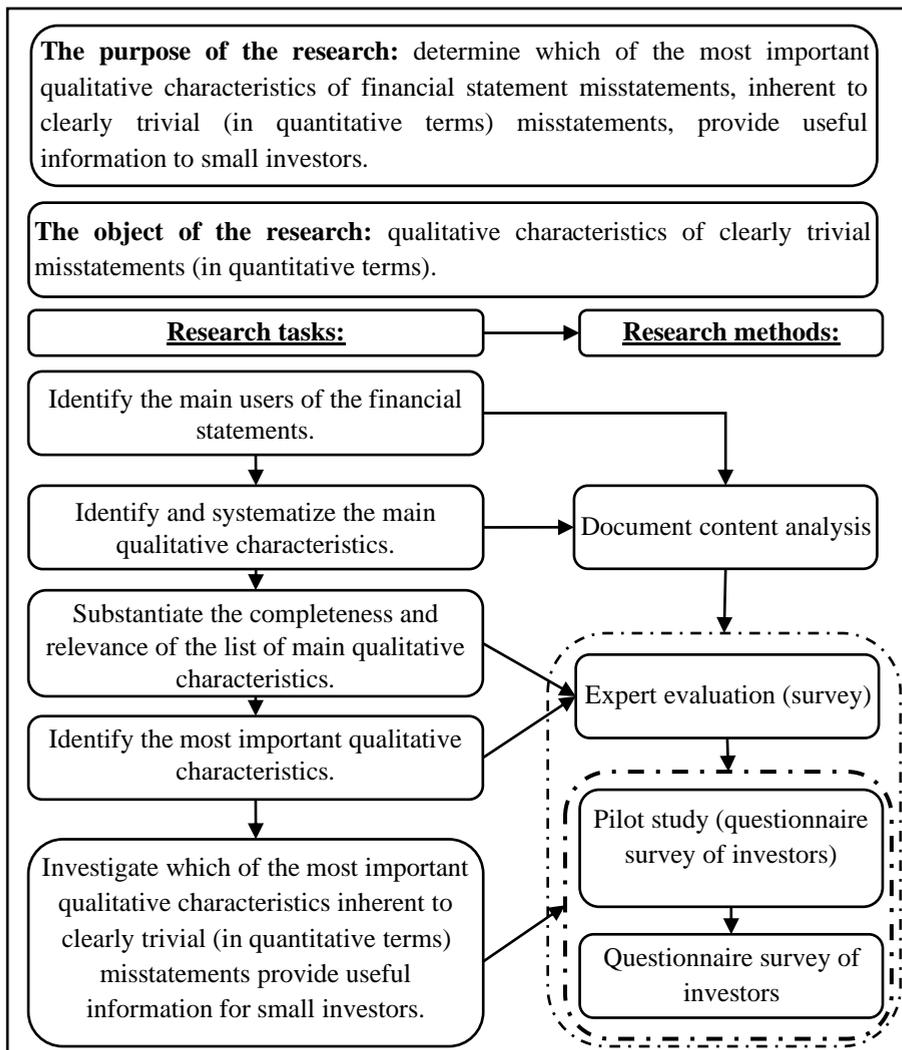 The purpose of the research: determine which of the most important
qualitative characteristics of financial statement misstatements, inherent to
clearly trivial (in quantitative terms) misstatements, provide useful
information to small investors.
The object of the research: qualitative characteristics of clearly trivial
misstatements (in quantitative terms).
Research tasks:
Research methods:
Identify the main users of the financial
statements.
Identify and systematize the main
qualitative characteristics.
Document content analysis
Substantiate the completeness and
relevance of the list of main qualitative
characteristics.
Expert evaluation (survey)
Identify the most important qualitative
characteristics.
Pilot study (questionnaire
survey of investors)
Investigate which of the most important
qualitative characteristics inherent to
clearly trivial (in quantitative terms)
misstatements provide useful
information for small investors.
Questionnaire survey of
investors